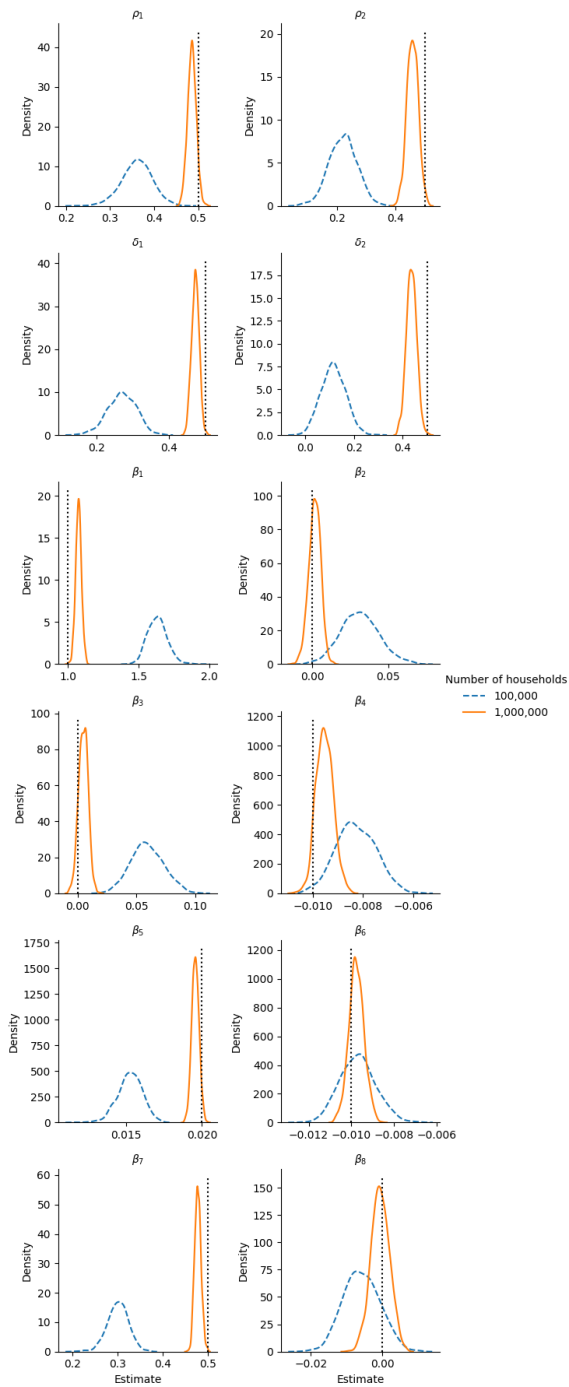 ρ₁ ρ₂
40
30
20
10
0
Density
0.2 0.3 0.4 0.5
20
15
10
5
0
Density
0.2 0.4
δ₁ δ₂
40
30
20
10
0
Density
0.2 0.4
17.5
15.0
12.5
10.0
7.5
5.0
2.5
0.0
Density
0.0 0.2 0.4
β₁ β₂
20
15
10
5
0
Density
1.0 1.5 2.0
100
80
60
40
20
0
Density
0.00 0.05
Number of households
100,000
1,000,000
β₃ β₄
100
80
60
40
20
0
Density
0.00 0.05 0.10
1200
1000
800
600
400
200
0
Density
−0.010 −0.008 −0.006
β₅ β₆
1750
1500
1250
1000
750
500
250
0
Density
0.015 0.020
1200
1000
800
600
400
200
0
Density
−0.012 −0.010 −0.008 −0.006
β₇ β₈
60
50
40
30
20
10
0
Density
0.2 0.3 0.4 0.5
Estimate
150
125
100
75
50
25
0
Density
−0.02 0.00
Estimate